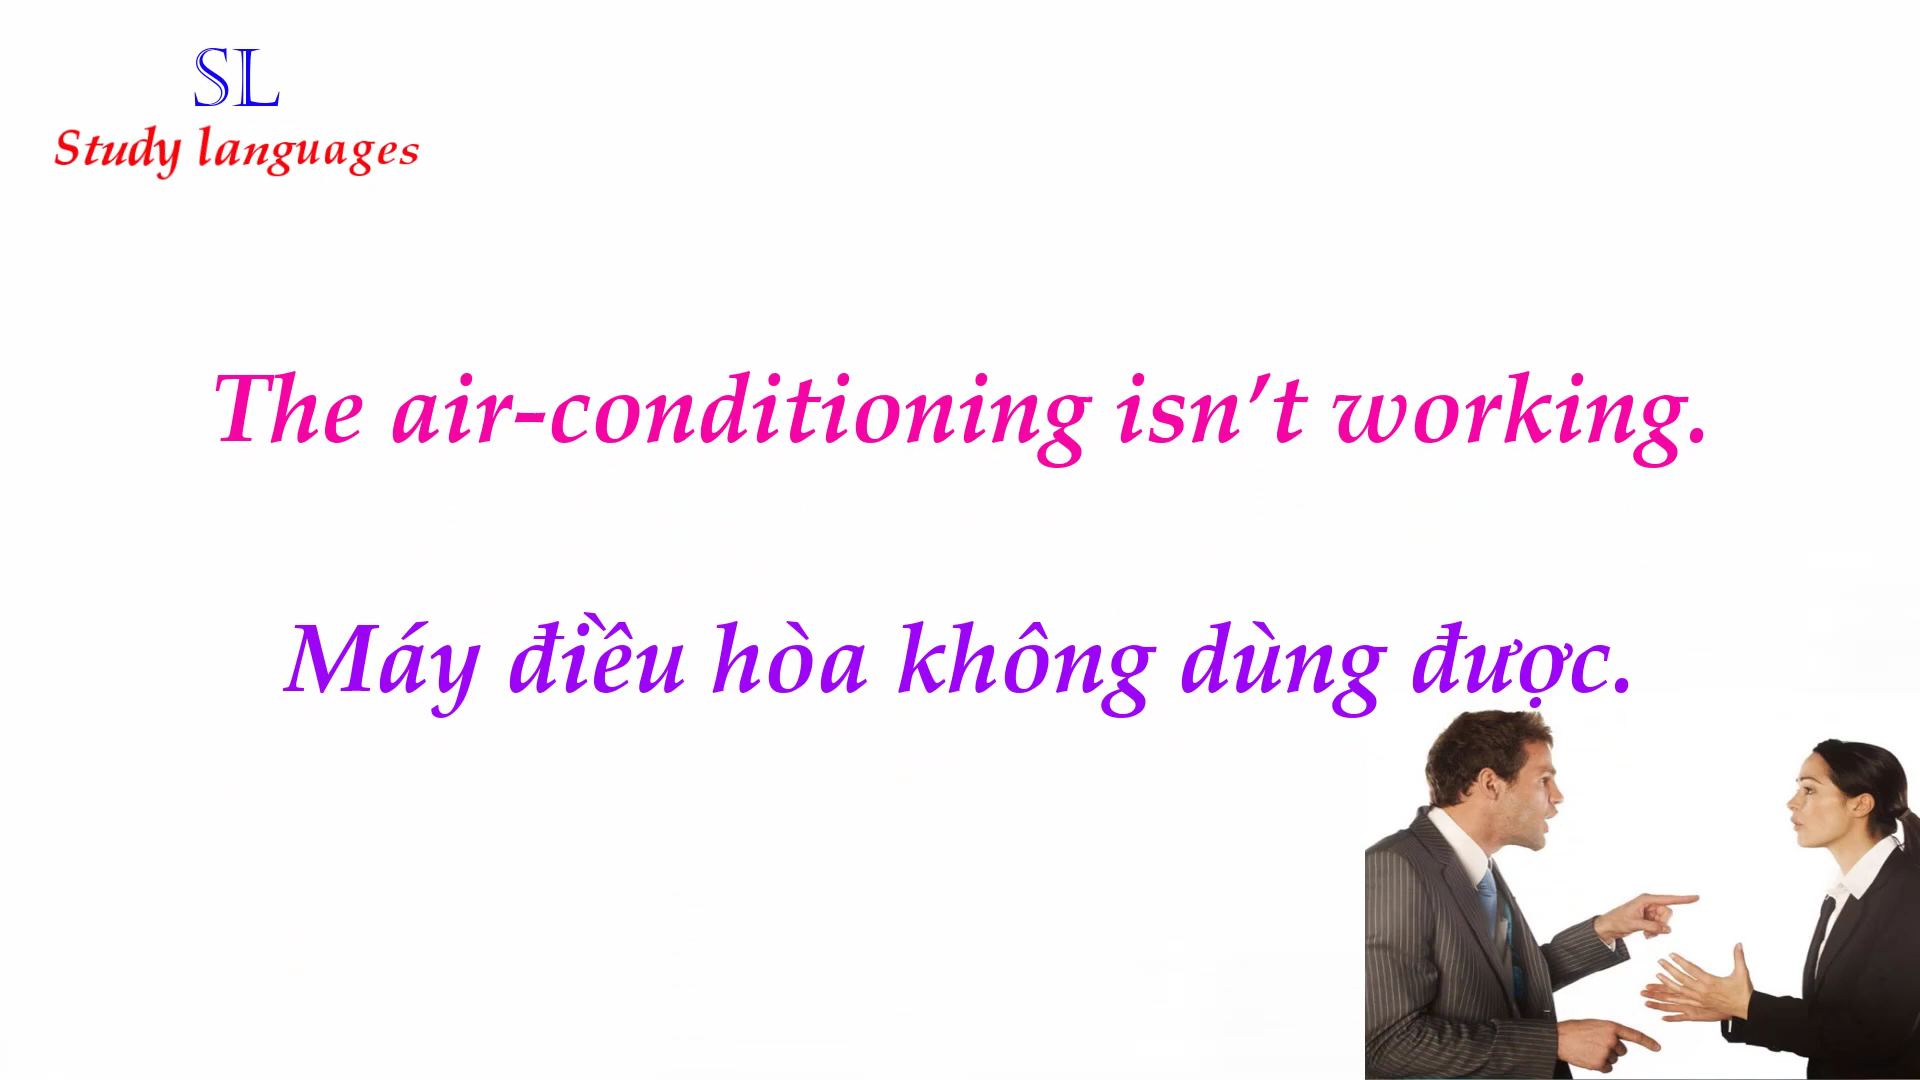 SL
Study languages
The air-conditioning isn’t working.
Máy điều hòa không dùng được.